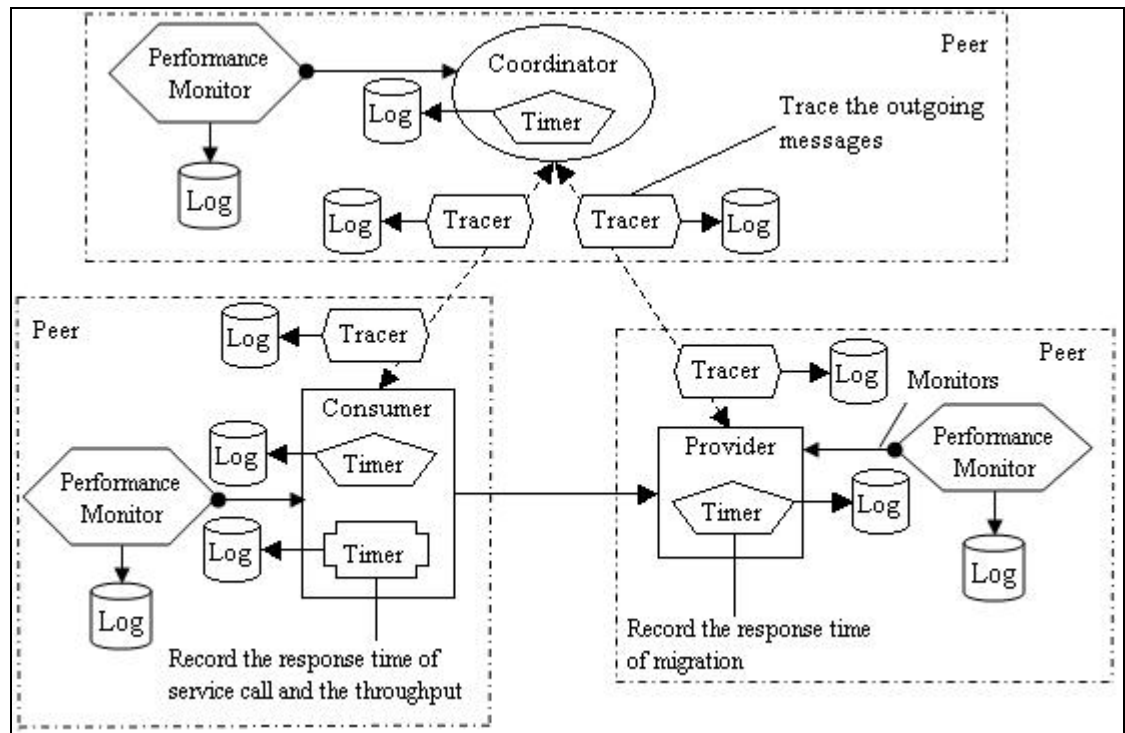 Peer
Performance
Monitor
Coordinator
Log
Timer
Trace the outgoing
messages
Log
Log
Tracer
Tracer
Log
Peer
Log
Tracer
Peer
Tracer
Log
Monitors
Consumer
Log
Timer
Provider
Performance
Monitor
Performance
Monitor
Timer
Log
Log
Timer
Log
Log
Record the response time
of migration
Record the response time of
service call and the throughput